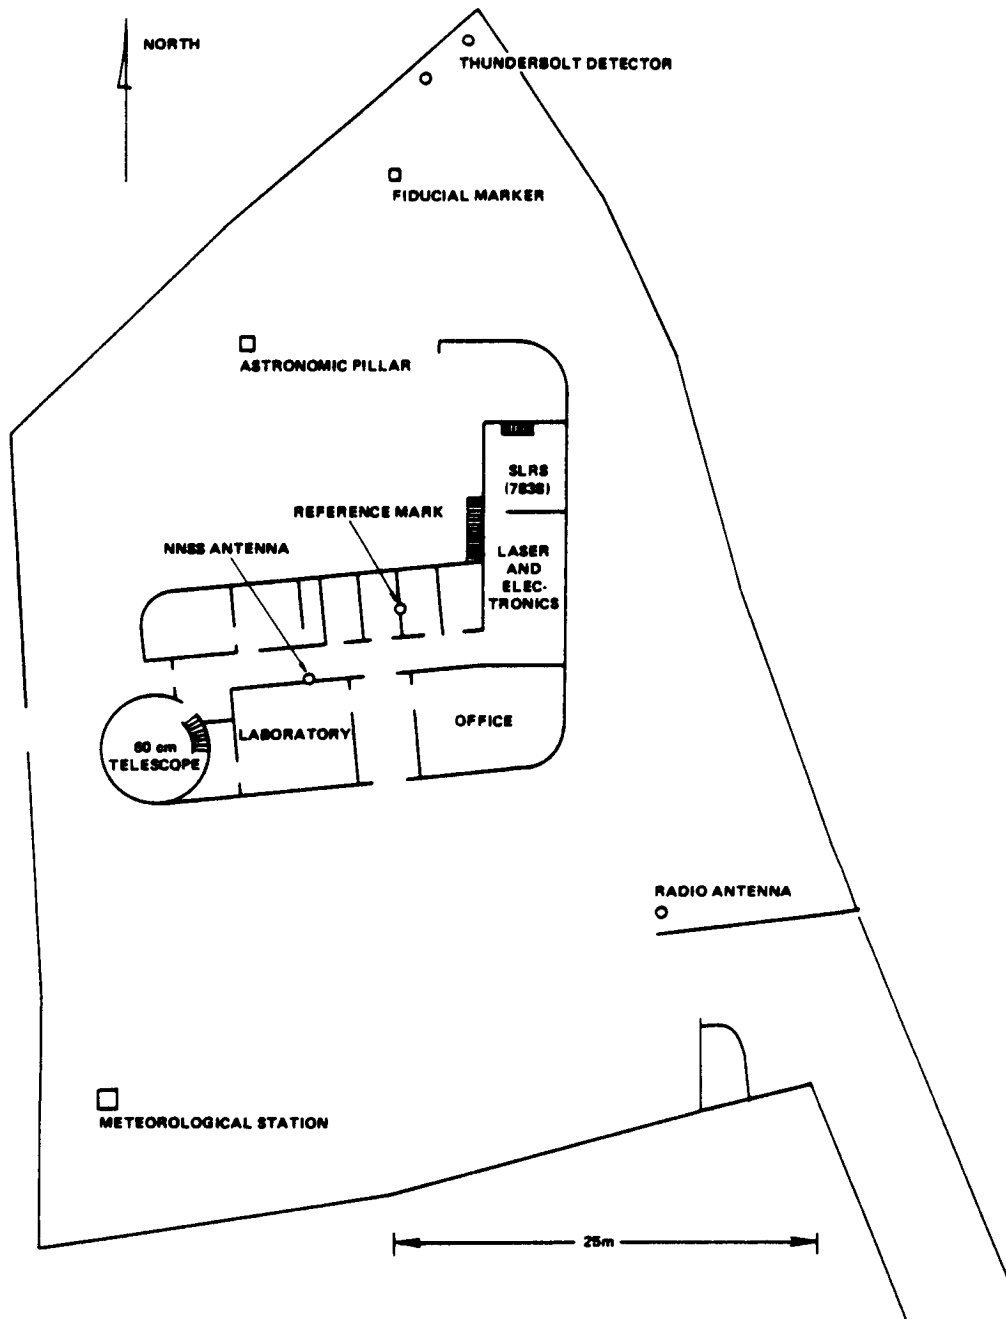 NORTH
THUNDERBOLT DETECTOR
FIDUCIAL MARKER
ASTRONOMIC PILLAR
SLRS
(7838)
REFERENCE MARK
NNSS ANTENNA
LASER
AND
ELEC-
TRONICS
OFFICE
LABORATORY
60 cm
TELESCOPE
RADIO ANTENNA
METEOROLOGICAL STATION
25m